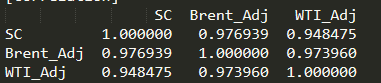 [Correlation]
SC Brent_Adj WTI_Adj
SC 1.000000 0.976939 0.948475
Brent_Adj 0.976939 1.000000 0.973960
WTI_Adj 0.948475 0.973960 1.000000